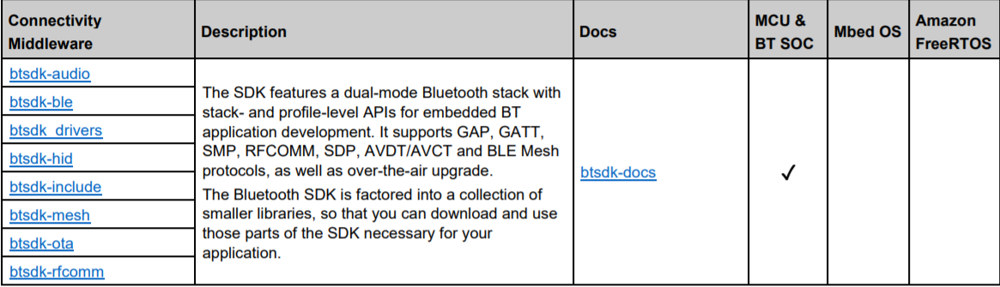 Connectivity
Middleware
Description
Docs
MCU &
BT SOC
Mbed OS
Amazon
FreeRTOS
btsdk-audio
btsdk-ble
btsdk_drivers
btsdk-hid
btsdk-include
btsdk-mesh
btsdk-ota
btsdk-rfcomm
The SDK features a dual-mode Bluetooth stack with
stack- and profile-level APIs for embedded BT
application development. It supports GAP, GATT,
SMP, RFCOMM, SDP, AVDT/AVCT and BLE Mesh
protocols, as well as over-the-air upgrade.
The Bluetooth SDK is factored into a collection of
smaller libraries, so that you can download and use
those parts of the SDK necessary for your
application.
btsdk-docs
✓